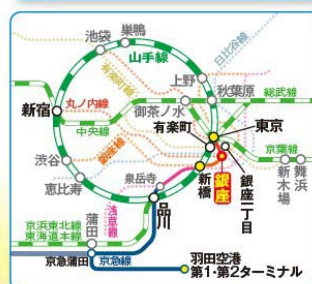 池袋
巣鴨
日比谷線
山手線
有楽町線
上野
丸ノ内線
御茶ノ水
秋葉原
総武線
新宿
中央線
有楽町
東京
銀座線
京葉線
渋谷
恵比寿
泉岳寺
新橋
銀座
銀座一丁目
新木場
舞浜
浅草線
品川
京浜東北線
東海道本線
蒲田
京急蒲田
京急線
羽田空港
第1・第2ターミナル